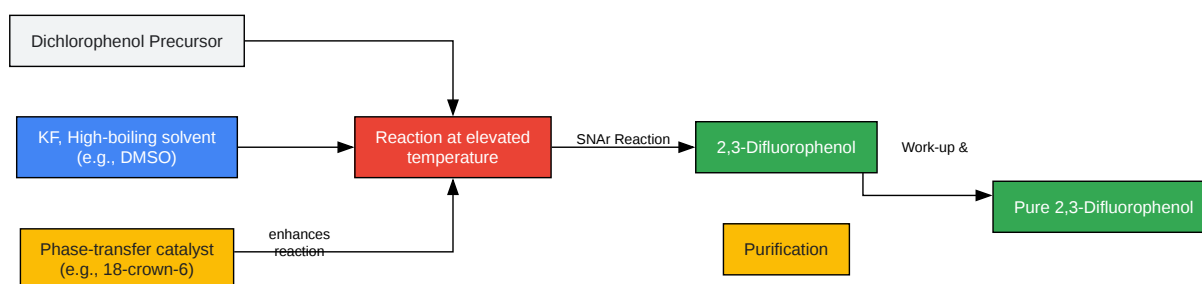 Dichlorophenol Precursor
KF, High-boiling solvent
(e.g., DMSO)
Phase-transfer catalyst
(e.g., 18-crown-6)
enhances
reaction
Reaction at elevated
temperature
SNAr Reaction
2,3-Difluorophenol
Work-up &
Purification
Pure 2,3-Difluorophenol